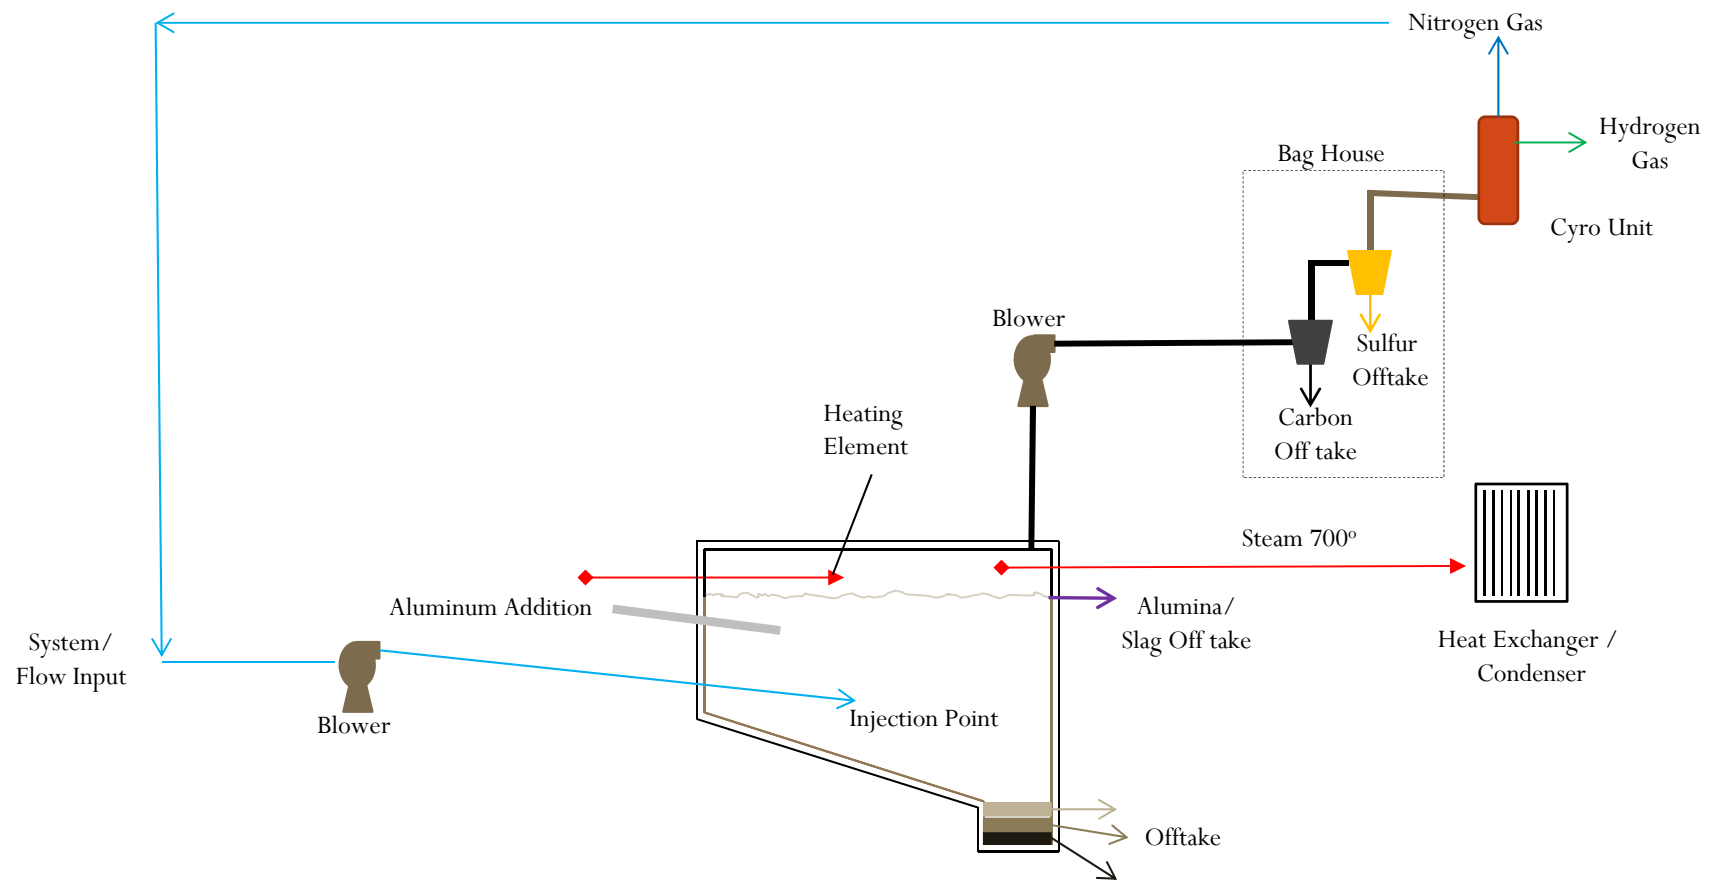 Nitrogen Gas
Hydrogen
Gas
Bag House
Cyro Unit
Blower
Sulfur
Offtake
Carbon
Off take
Heating
Element
Steam 700º
Aluminum Addition
Alumina/
Slag Off take
System/
Flow Input
Heat Exchanger /
Condenser
Blower
Injection Point
Offtake